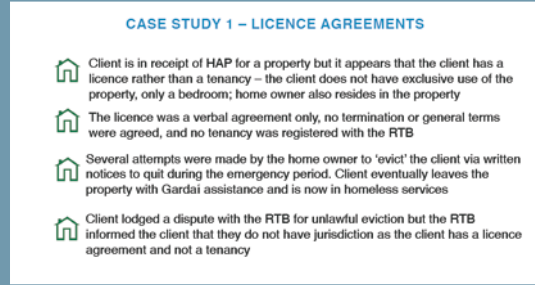 CASE STUDY 1 – LICENCE AGREEMENTS
Client is in receipt of HAP for a property but it appears that the client has a
licence rather than a tenancy – the client does not have exclusive use of the
property, only a bedroom; home owner also resides in the property
The licence was a verbal agreement only, no termination or general terms
were agreed, and no tenancy was registered with the RTB
Several attempts were made by the home owner to ‘evict’ the client via written
notices to quit during the emergency period. Client eventually leaves the
property with Gardai assistance and is now in homeless services
Client lodged a dispute with the RTB for unlawful eviction but the RTB
informed the client that they do not have jurisdiction as the client has a licence
agreement and not a tenancy